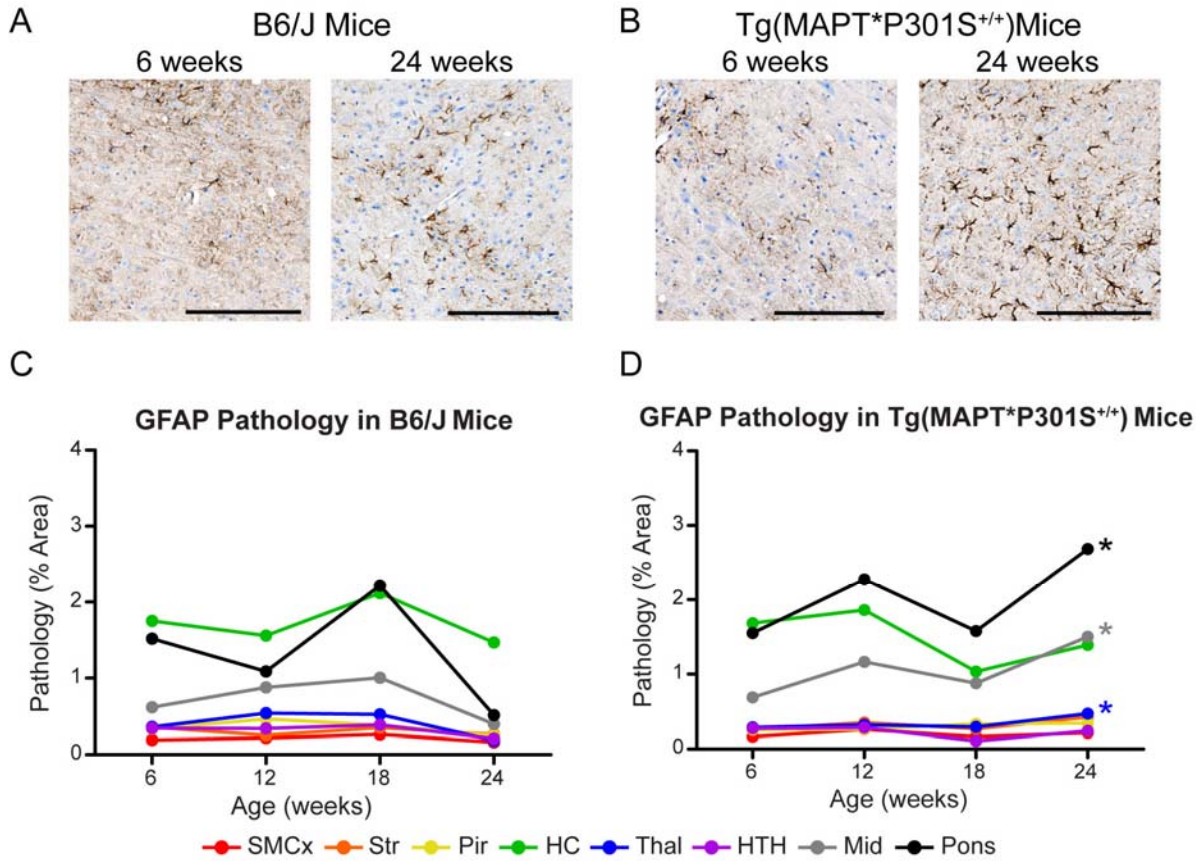 A
B6/J Mice
6 weeks
24 weeks
B
Tg(MAPT*P301S+/+)Mice
6 weeks
24 weeks
C
GFAP Pathology in B6/J Mice
Pathology (% Area)
4
3
2
1
0
6
12
18
24
Age (weeks)
D
GFAP Pathology in Tg(MAPT*P301S+/+) Mice
Pathology (% Area)
4
3
2
1
0
*
*
*
6
12
18
24
Age (weeks)
SMCx Str Pir HC Thal HTH Mid Pons